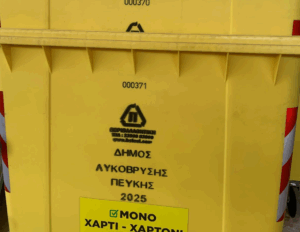 000370
000371
ΔΗΜΟΣ
ΛΥΚΟΒΡΥΣΗΣ
ΠΕΥΚΗΣ
2025
ΜΟΝΟ
ΧΑΡΤΙ - ΧΑΡΤΟΝΙ